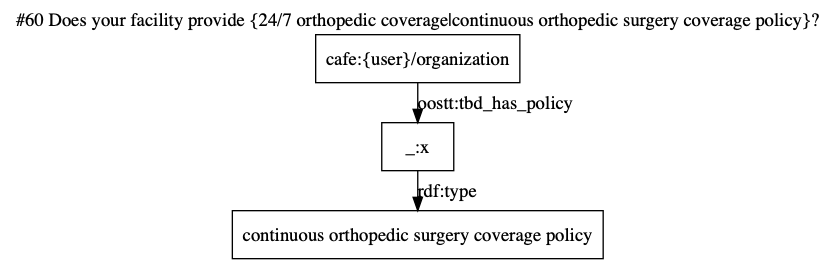 #60 Does your facility provide {24/7 orthopedic coverage|continuous orthopedic surgery coverage policy}?
cafe:{user}/organization
oostt:tbd_has_policy
_:x
rdf:type
continuous orthopedic surgery coverage policy